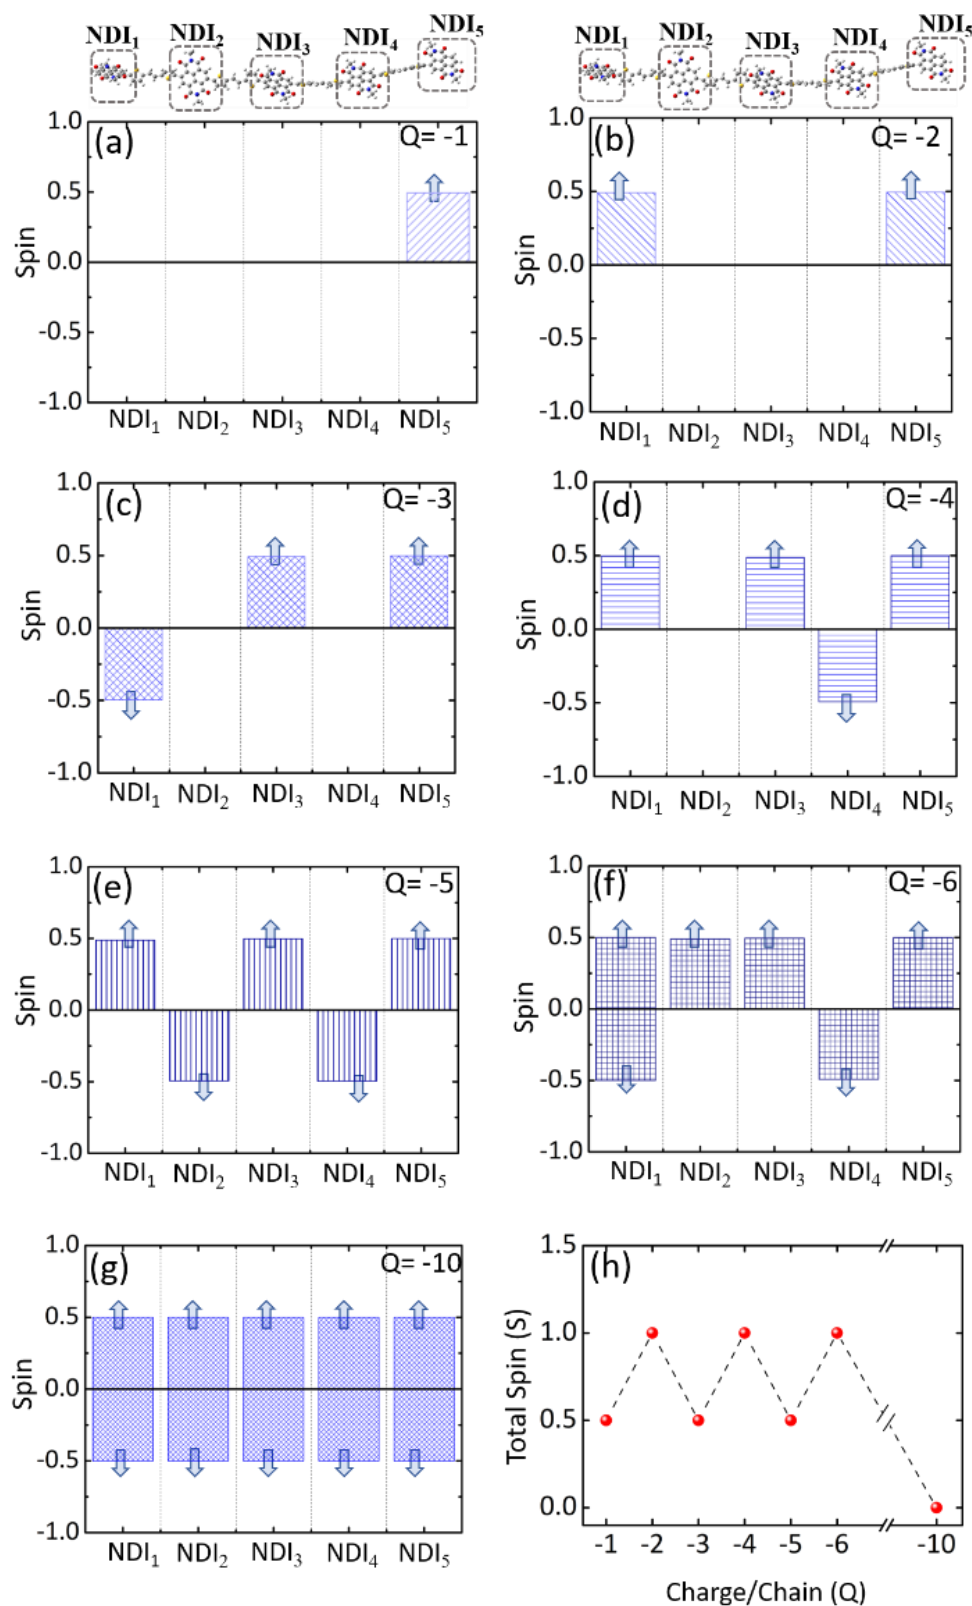 NDI₁ NDI₂ NDI₃ NDI₄ NDI₅
NDI₁ NDI₂ NDI₃ NDI₄ NDI₅
(a) Q= -1
1.0
0.5
0.0
-0.5
-1.0
Spin
NDI₁ NDI₂ NDI₃ NDI₄ NDI₅
(b) Q= -2
1.0
0.5
0.0
-0.5
-1.0
Spin
NDI₁ NDI₂ NDI₃ NDI₄ NDI₅
(c) Q= -3
1.0
0.5
0.0
-0.5
-1.0
Spin
NDI₁ NDI₂ NDI₃ NDI₄ NDI₅
(d) Q= -4
1.0
0.5
0.0
-0.5
-1.0
Spin
NDI₁ NDI₂ NDI₃ NDI₄ NDI₅
(e) Q= -5
1.0
0.5
0.0
-0.5
-1.0
Spin
NDI₁ NDI₂ NDI₃ NDI₄ NDI₅
(f) Q= -6
1.0
0.5
0.0
-0.5
-1.0
Spin
NDI₁ NDI₂ NDI₃ NDI₄ NDI₅
(g) Q= -10
1.0
0.5
0.0
-0.5
-1.0
Spin
NDI₁ NDI₂ NDI₃ NDI₄ NDI₅
(h)
1.5
1.0
0.5
0.0
Total Spin (S)
-1 -2 -3 -4 -5 -6 -10
Charge/Chain (Q)